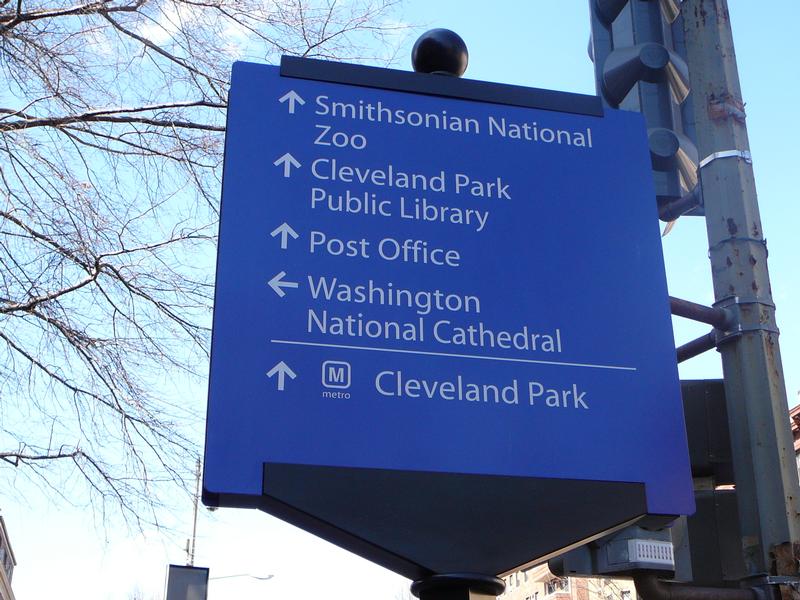 ↑ Smithsonian National
Zoo
↑ Cleveland Park
Public Library
↑ Post Office
← Washington
National Cathedral
↑ M metro Cleveland Park